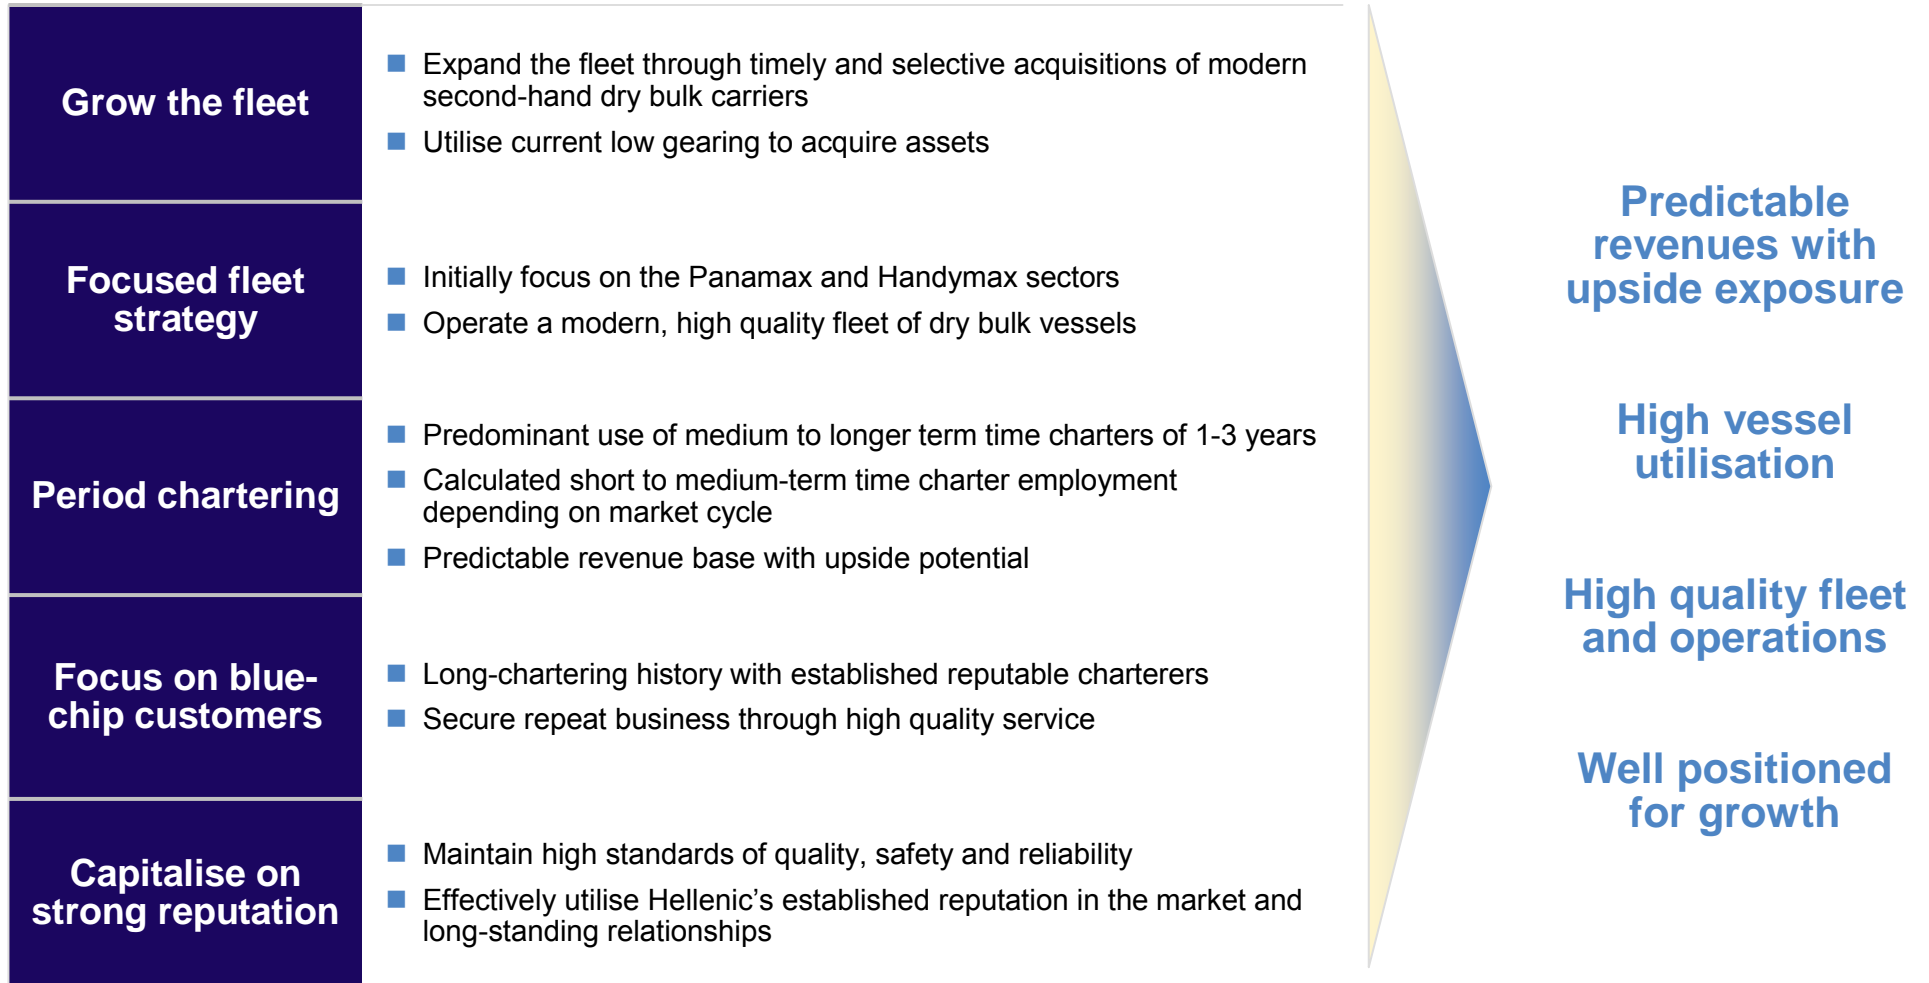 Grow the fleet
Expand the fleet through timely and selective acquisitions of modern
second-hand dry bulk carriers
Utilise current low gearing to acquire assets
Focused fleet
strategy
Initially focus on the Panamax and Handymax sectors
Operate a modern, high quality fleet of dry bulk vessels
Period chartering
Predominant use of medium to longer term time charters of 1-3 years
Calculated short to medium-term time charter employment
depending on market cycle
Predictable revenue base with upside potential
Focus on blue-
chip customers
Long-chartering history with established reputable charterers
Secure repeat business through high quality service
Capitalise on
strong reputation
Maintain high standards of quality, safety and reliability
Effectively utilise Hellenic’s established reputation in the market and
long-standing relationships
Predictable
revenues with
upside exposure
High vessel
utilisation
High quality fleet
and operations
Well positioned
for growth